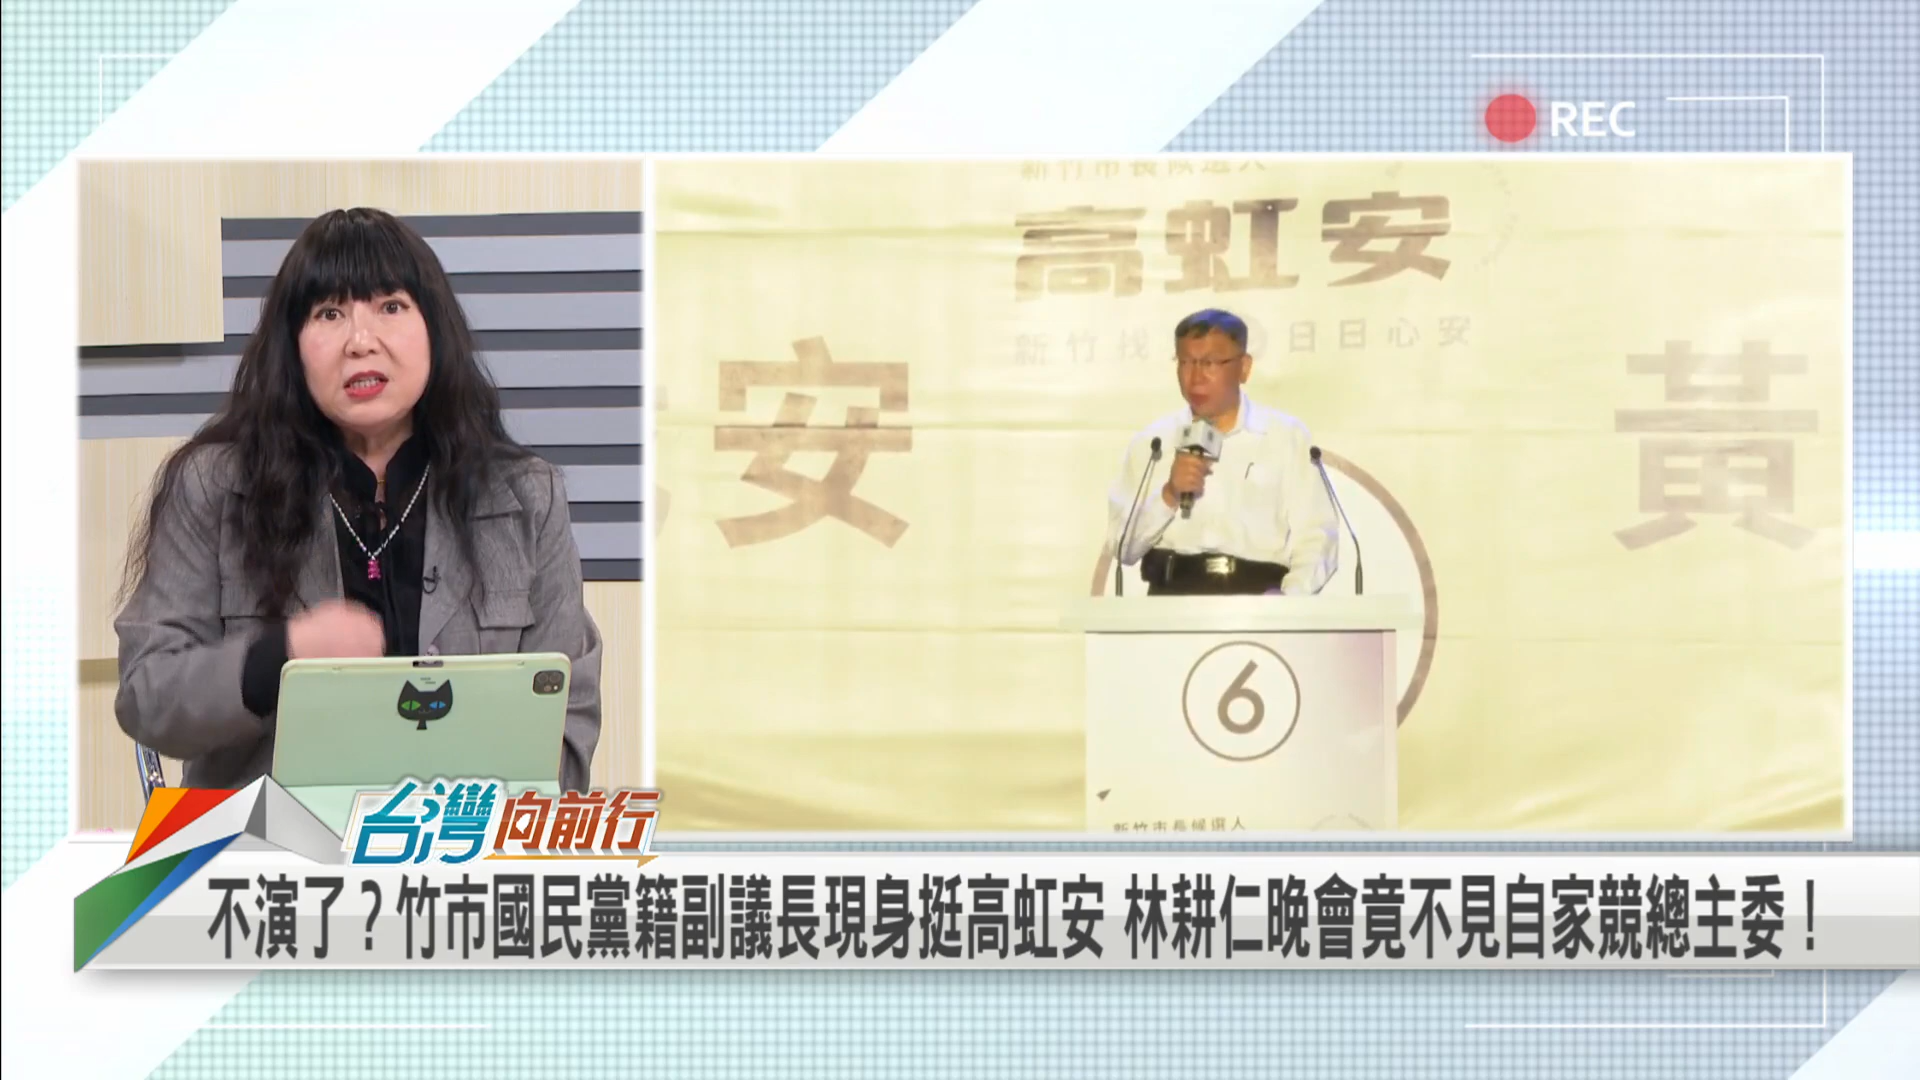 REC
新竹市長候選人
高虹安
新竹找
日日心安
安
黃
6
新竹市長候選人
台灣向前行
不演了？竹市國民黨籍副議長現身挺高虹安 林耕仁晚會竟不見自家競總主委！